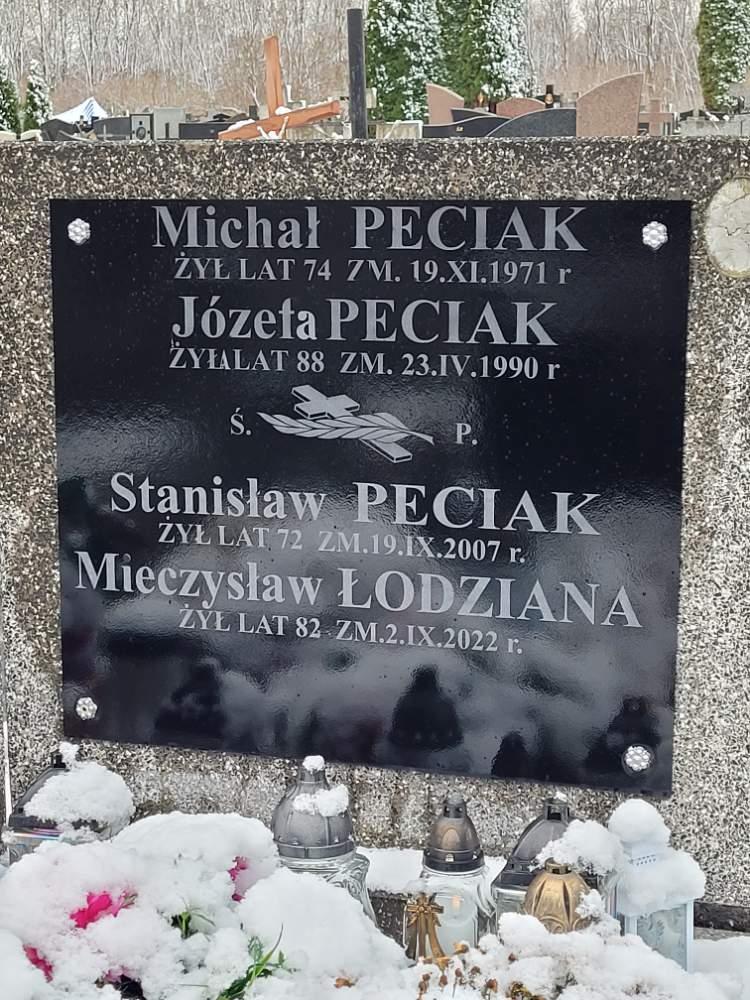 Michał PECIAK
ŻYŁ LAT 74 ZM. 19.XI.1971 r
Józefa PECIAK
ŻYŁA LAT 88 ZM. 23.IV.1990 r
Ś. P.
Stanisław PECIAK
ŻYŁ LAT 72 ZM.19.IX.2007 r.
Mieczysław ŁODZIANA
ŻYŁ LAT 82 ZM.2.IX.2022 r.